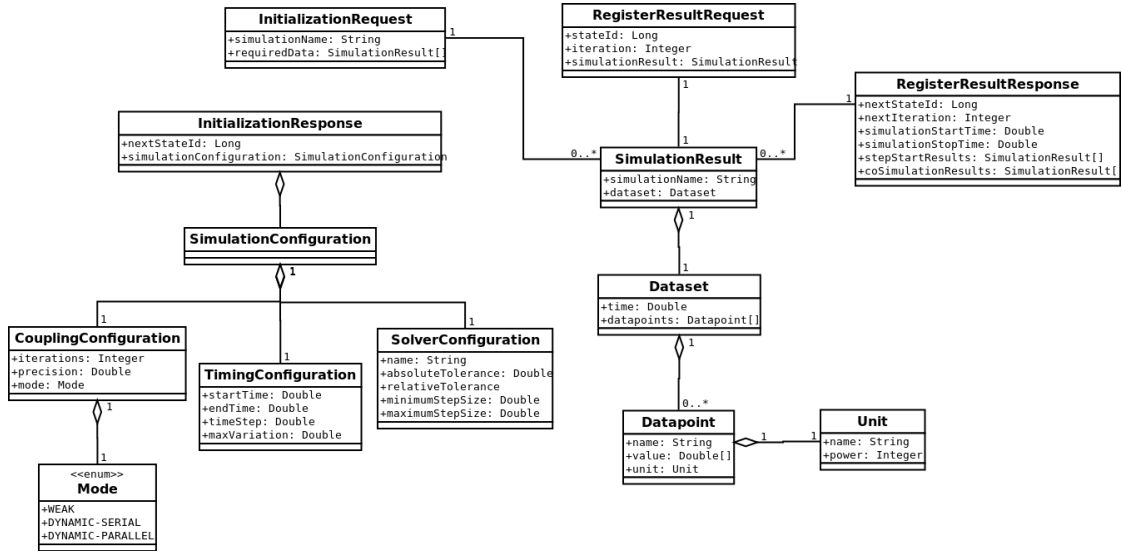 InitializationRequest
+simulationName: String
+requiredData: SimulationResult[]
1
RegisterResultRequest
+stateId: Long
+iteration: Integer
+simulationResult: SimulationResult
1
RegisterResultResponse
+nextStateId: Long
+nextIteration: Integer
+simulationStartTime: Double
+simulationStopTime: Double
+stepStartResults: SimulationResult[]
+coSimulationResults: SimulationResult[
1
InitializationResponse
+nextStateId: Long
+simulationConfiguration: SimulationConfiguration
0..*
1
0..*
SimulationResult
+simulationName: String
+dataset: Dataset
1
SimulationConfiguration
1
1
Dataset
+time: Double
+datapoints: Datapoint[]
1
1
CouplingConfiguration
+iterations: Integer
+precision: Double
+mode: Mode
1
1
TimingConfiguration
+startTime: Double
+endTime: Double
+timeStep: Double
+maxVariation: Double
1
SolverConfiguration
+name: String
+absoluteTolerance: Double
+relativeTolerance
+minimumStepSize: Double
+maximumStepSize: Double
0..*
Datapoint
+name: String
+value: Double[]
+unit: Unit
1
1
Unit
+name: String
+power: Integer
1
<<enum>>
Mode
+WEAK
+DYNAMIC-SERIAL
+DYNAMIC-PARALLEL